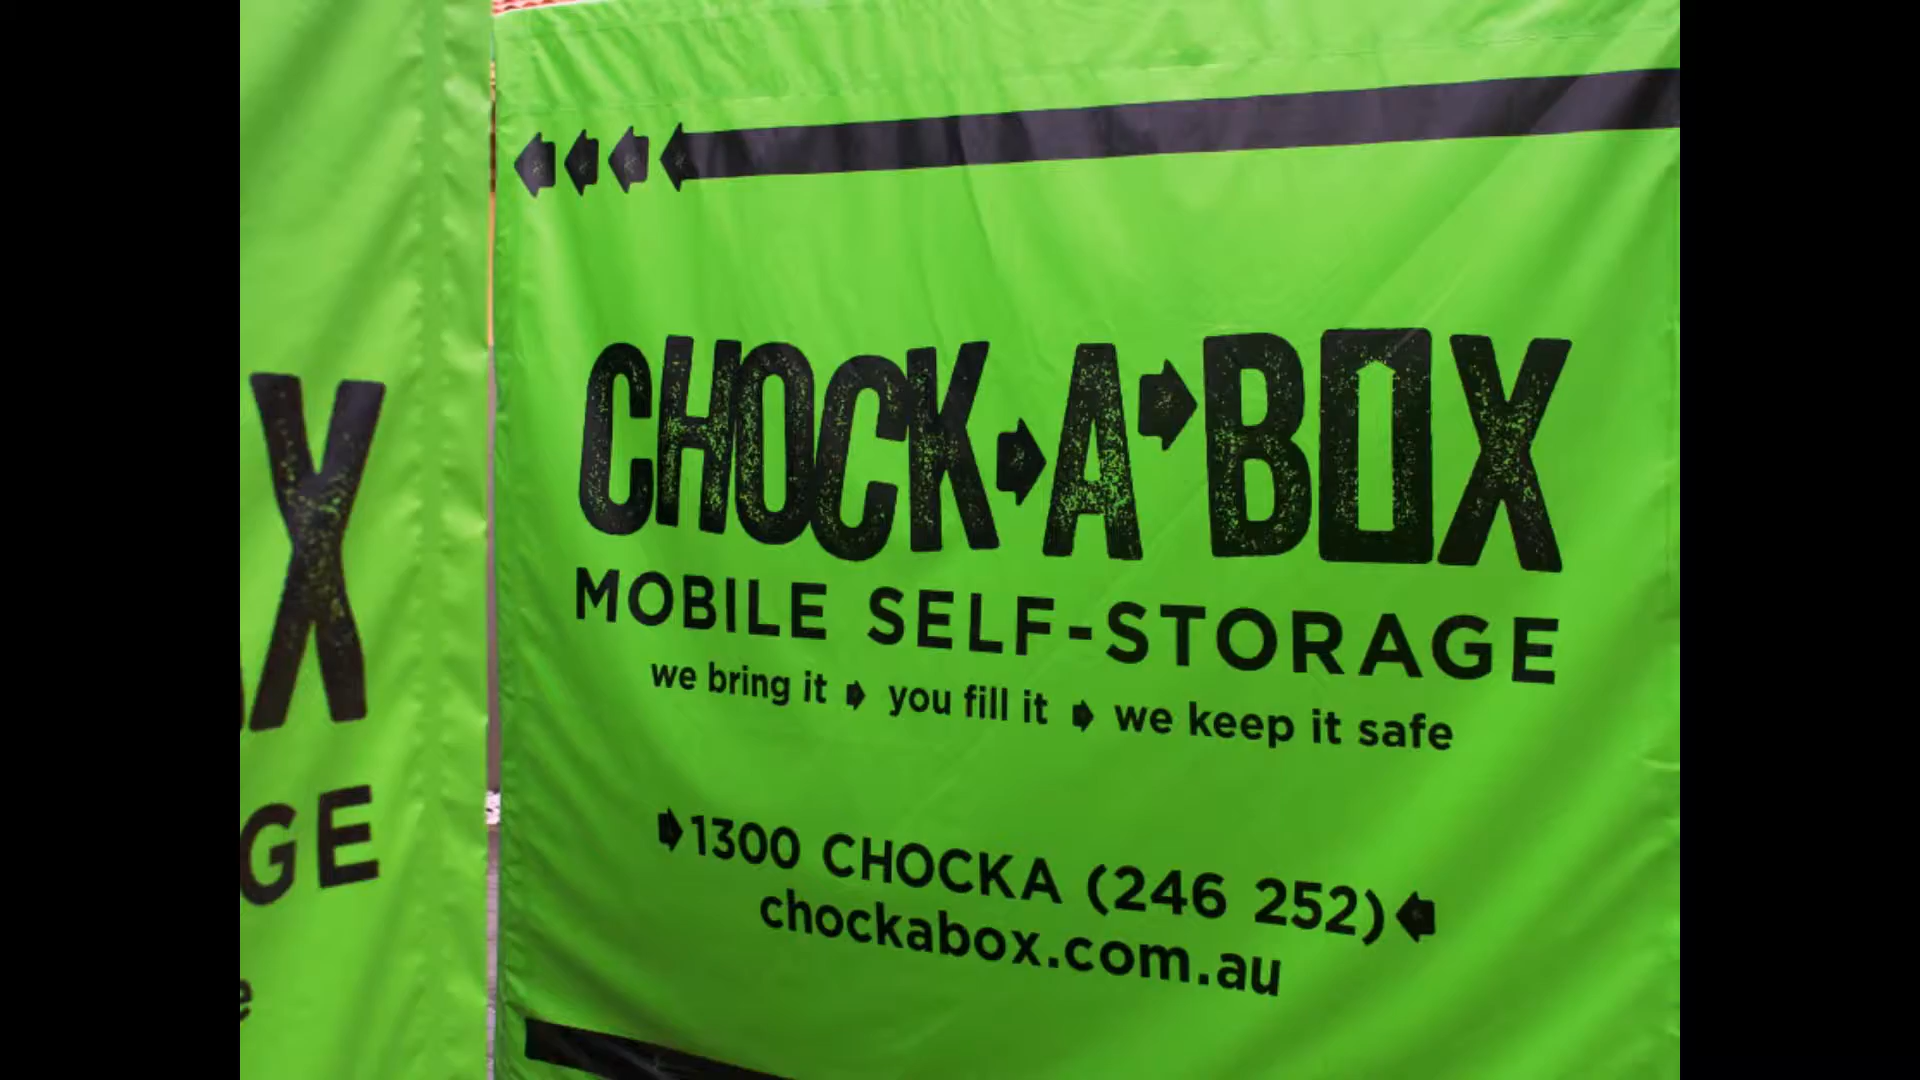 CHOCK A BOX
MOBILE SELF-STORAGE
we bring it you fill it we keep it safe
1300 CHOCKA (246 252)
chockabox.com.au
X
GE
e